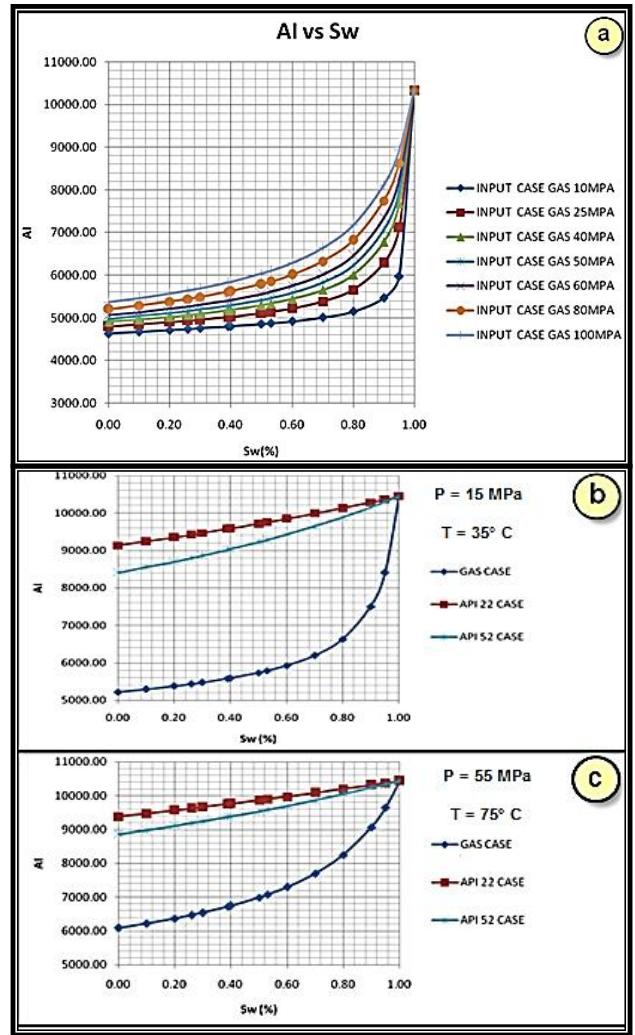 AI vs Sw
a
11000.00
10000.00
9000.00
8000.00
7000.00
6000.00
5000.00
4000.00
3000.00
AI
0.00 0.20 0.40 0.60 0.80 1.00
Sw(%)
INPUT CASE GAS 10MPA
INPUT CASE GAS 25MPA
INPUT CASE GAS 40MPA
INPUT CASE GAS 50MPA
INPUT CASE GAS 60MPA
INPUT CASE GAS 80MPA
INPUT CASE GAS 100MPA
b
11000.00
10000.00
9000.00
8000.00
7000.00
6000.00
5000.00
AI
0.00 0.20 0.40 0.60 0.80 1.00
Sw (%)
P = 15 MPa
T = 35° C
GAS CASE
API 22 CASE
API 52 CASE
c
11000.00
10000.00
9000.00
8000.00
7000.00
6000.00
5000.00
AI
0.00 0.20 0.40 0.60 0.80 1.00
Sw (%)
P = 55 MPa
T = 75° C
GAS CASE
API 22 CASE
API 52 CASE